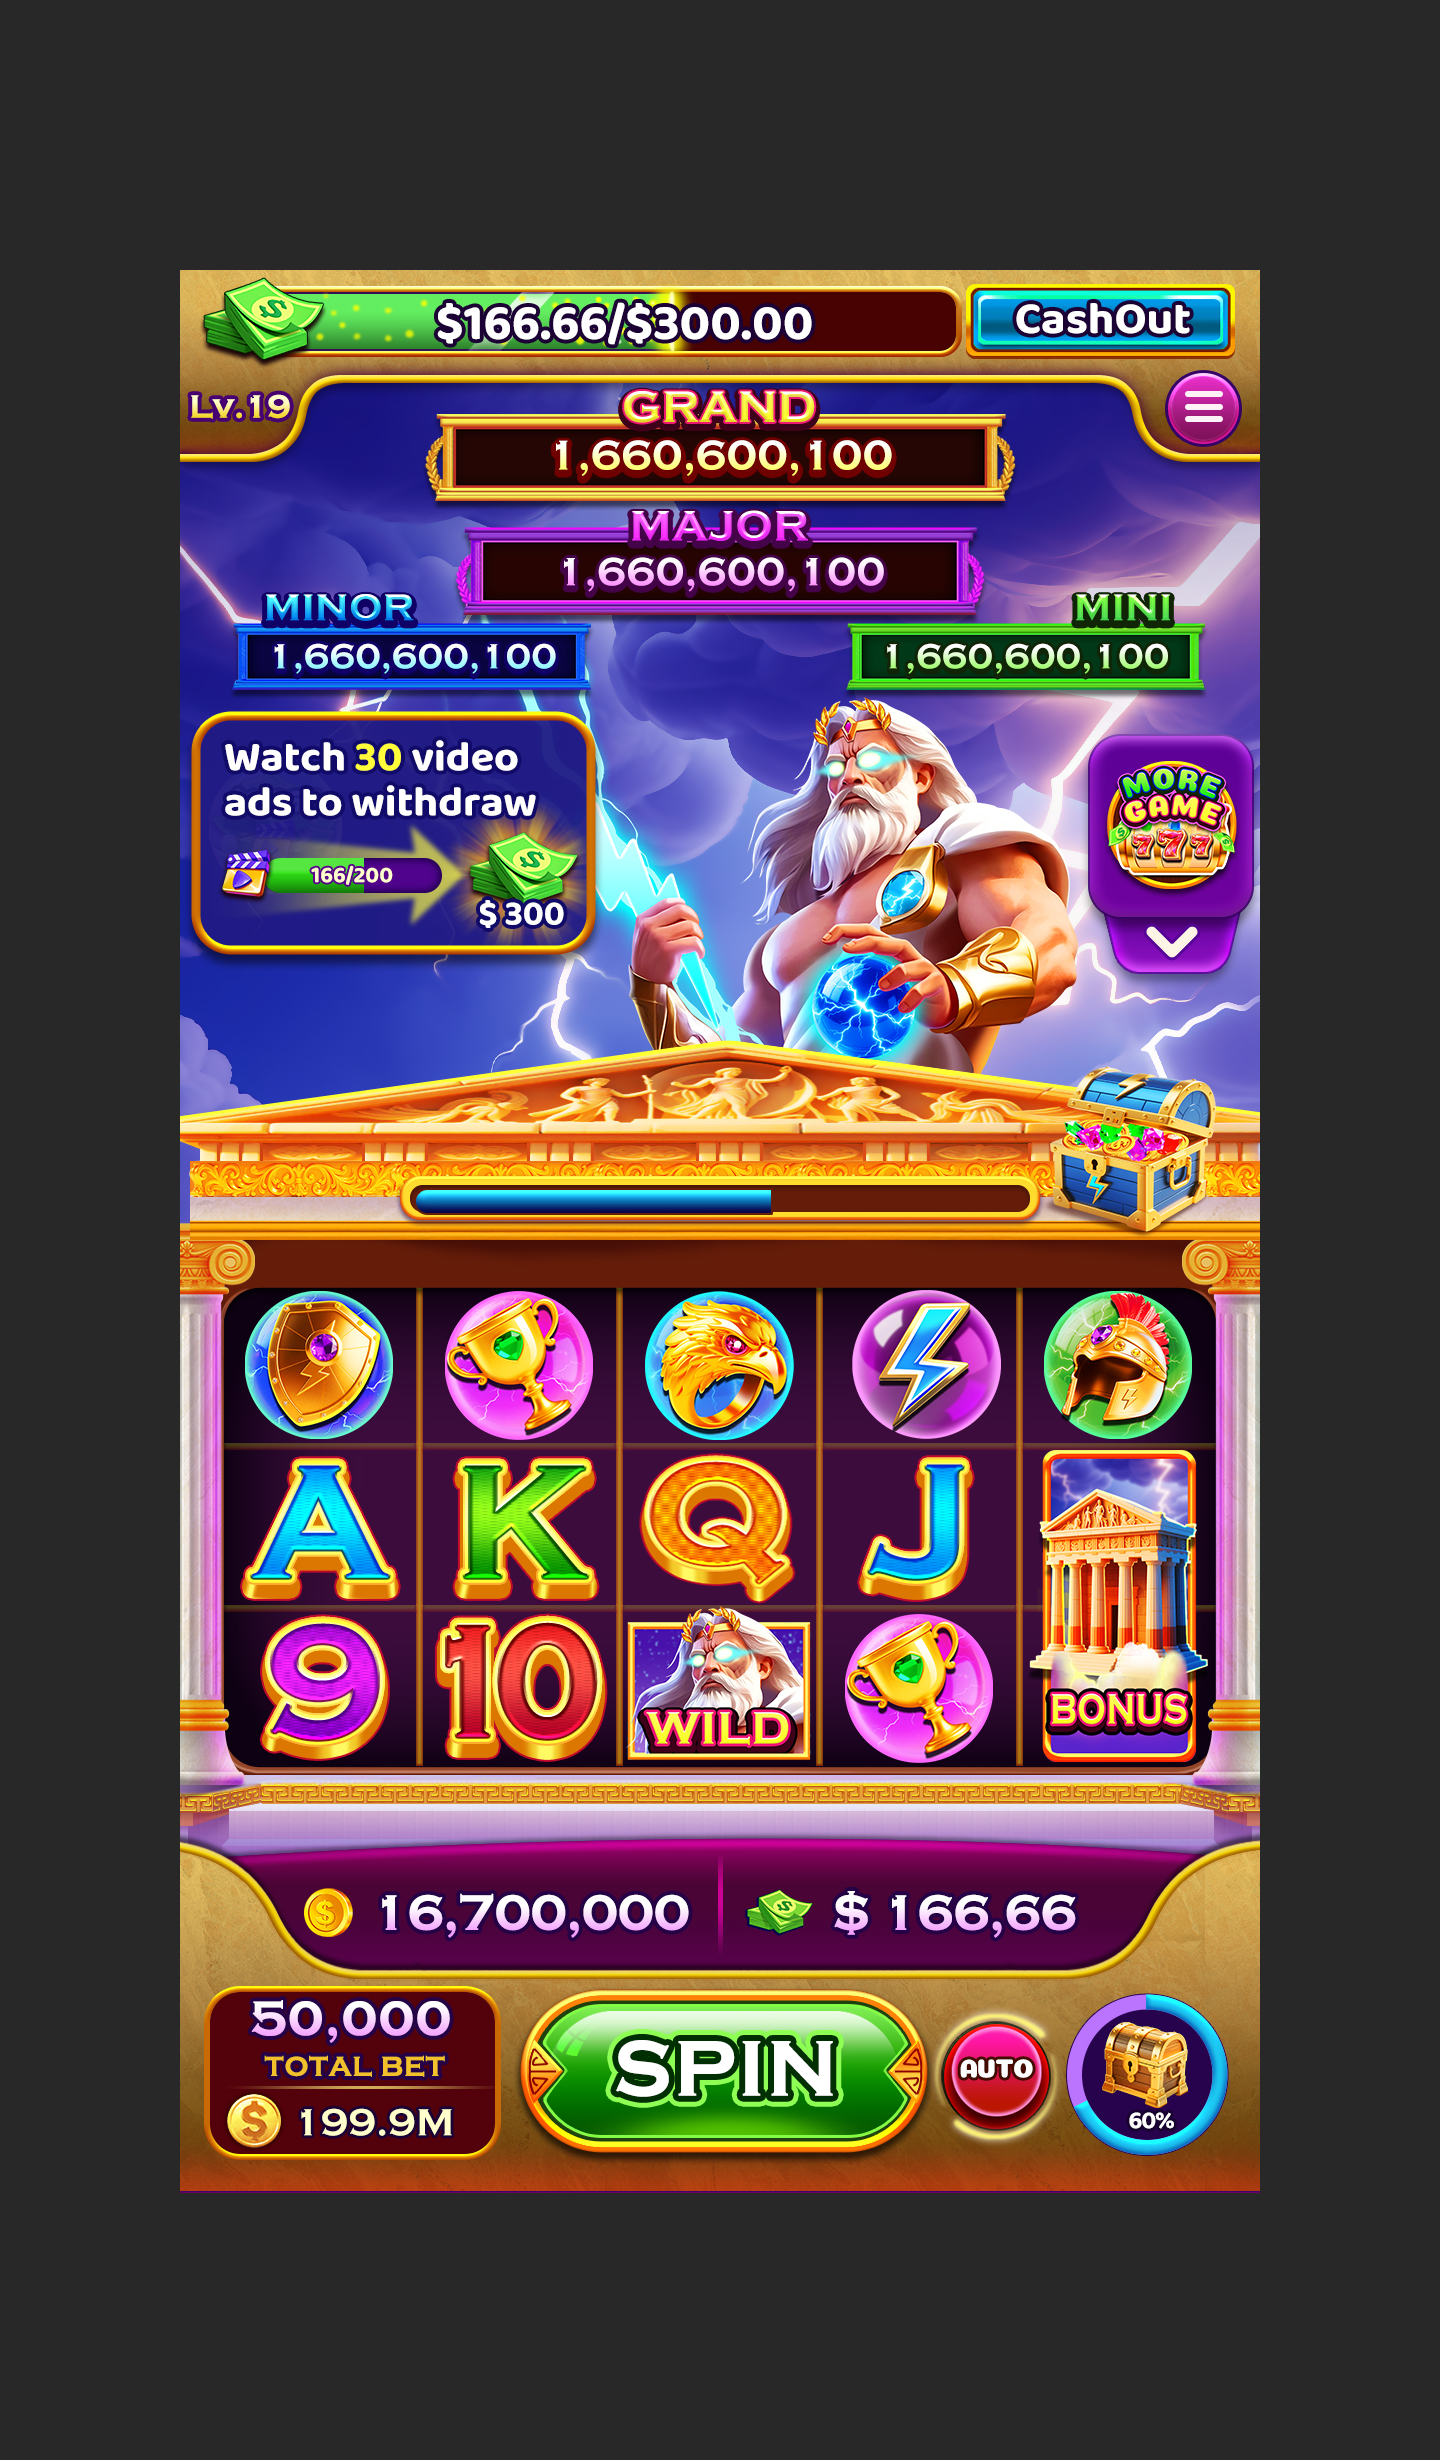 $166.66/$300.00
CashOut
Lv.19
GRAND
1,660,600,100
MAJOR
1,660,600,100
MINOR
1,660,600,100
MINI
1,660,600,100
Watch 30 video
ads to withdraw
166/200
$ 300
MORE
GAME
777
A K Q J
9 10
WILD
BONUS
16,700,000
$ 166,66
50,000
TOTAL BET
199.9M
SPIN
AUTO
60%